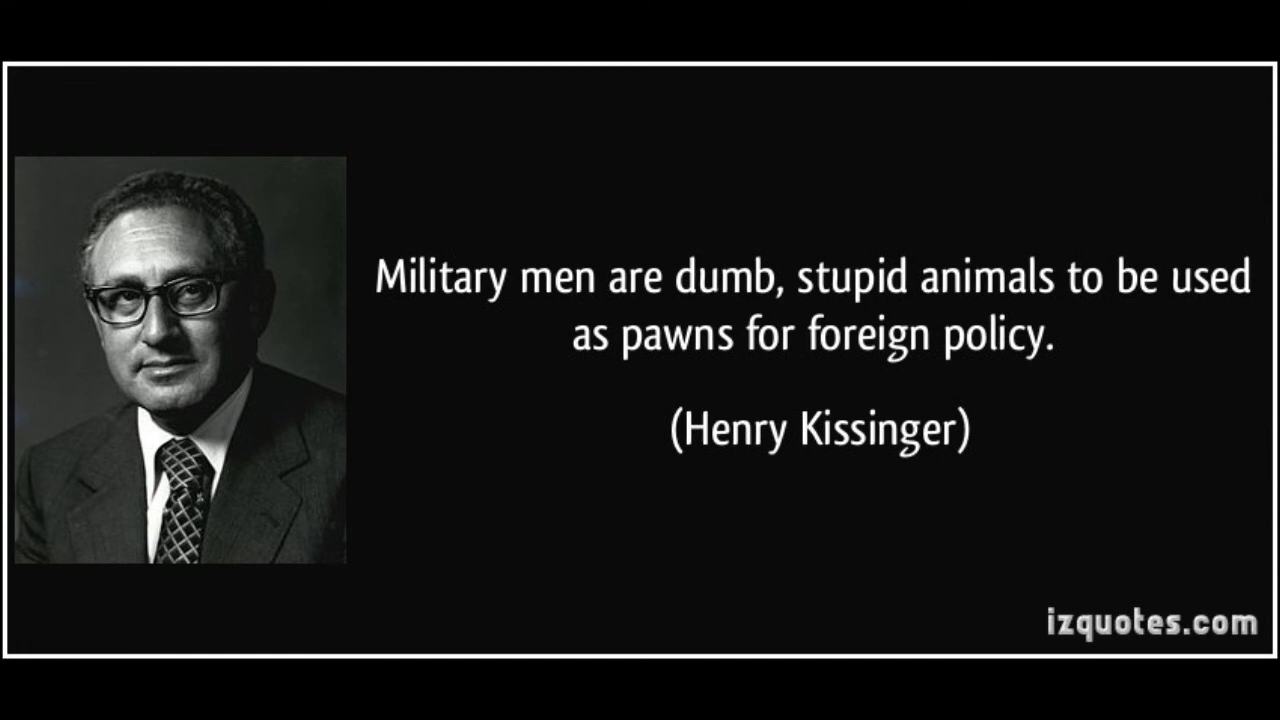 Military men are dumb, stupid animals to be used
as pawns for foreign policy.
(Henry Kissinger)
izquotes.com